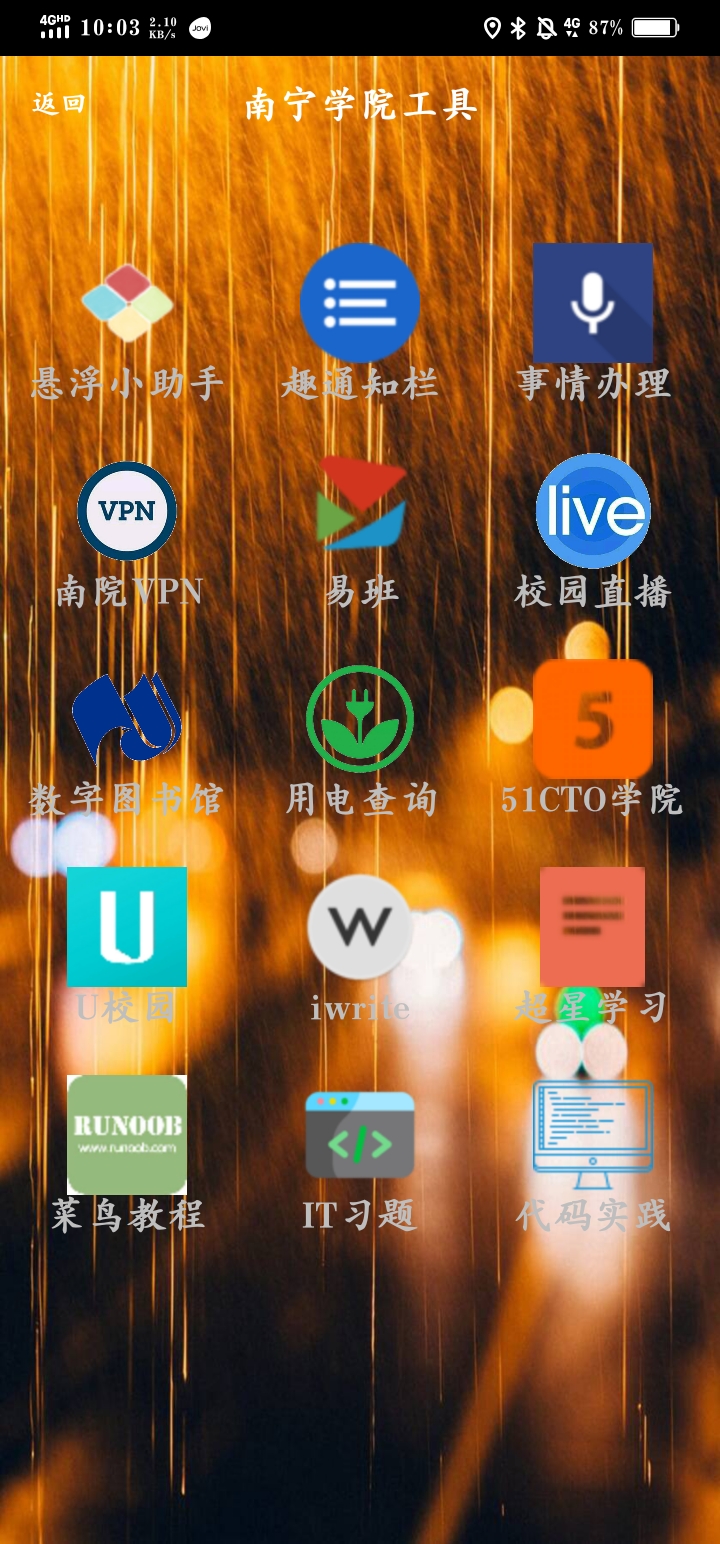 4G HD 10:03 2.10 KB/s Jovi 4G 87%
返回 南宁学院工具
悬浮小助手 趣通知栏 事情办理
VPN live
南院VPN 易班 校园直播
5
数字图书馆 用电查询 51CTO学院
U W
U校园 iwrite 超星学习
RUNOOB
www.runoob.com
</>
菜鸟教程 IT习题 代码实践